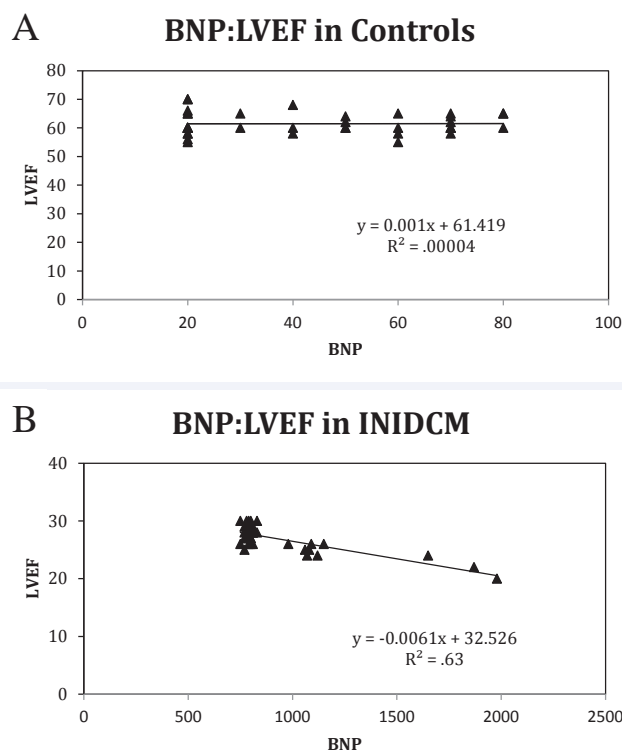 A
BNP:LVEF in Controls
80
70
60
50
40
30
20
10
0
LVEF
y = 0.001x + 61.419
R² = .00004
0 20 40 60 80 100
BNP
B
BNP:LVEF in INIDCM
40
30
20
10
0
LVEF
y = -0.0061x + 32.526
R² = .63
0 500 1000 1500 2000 2500
BNP